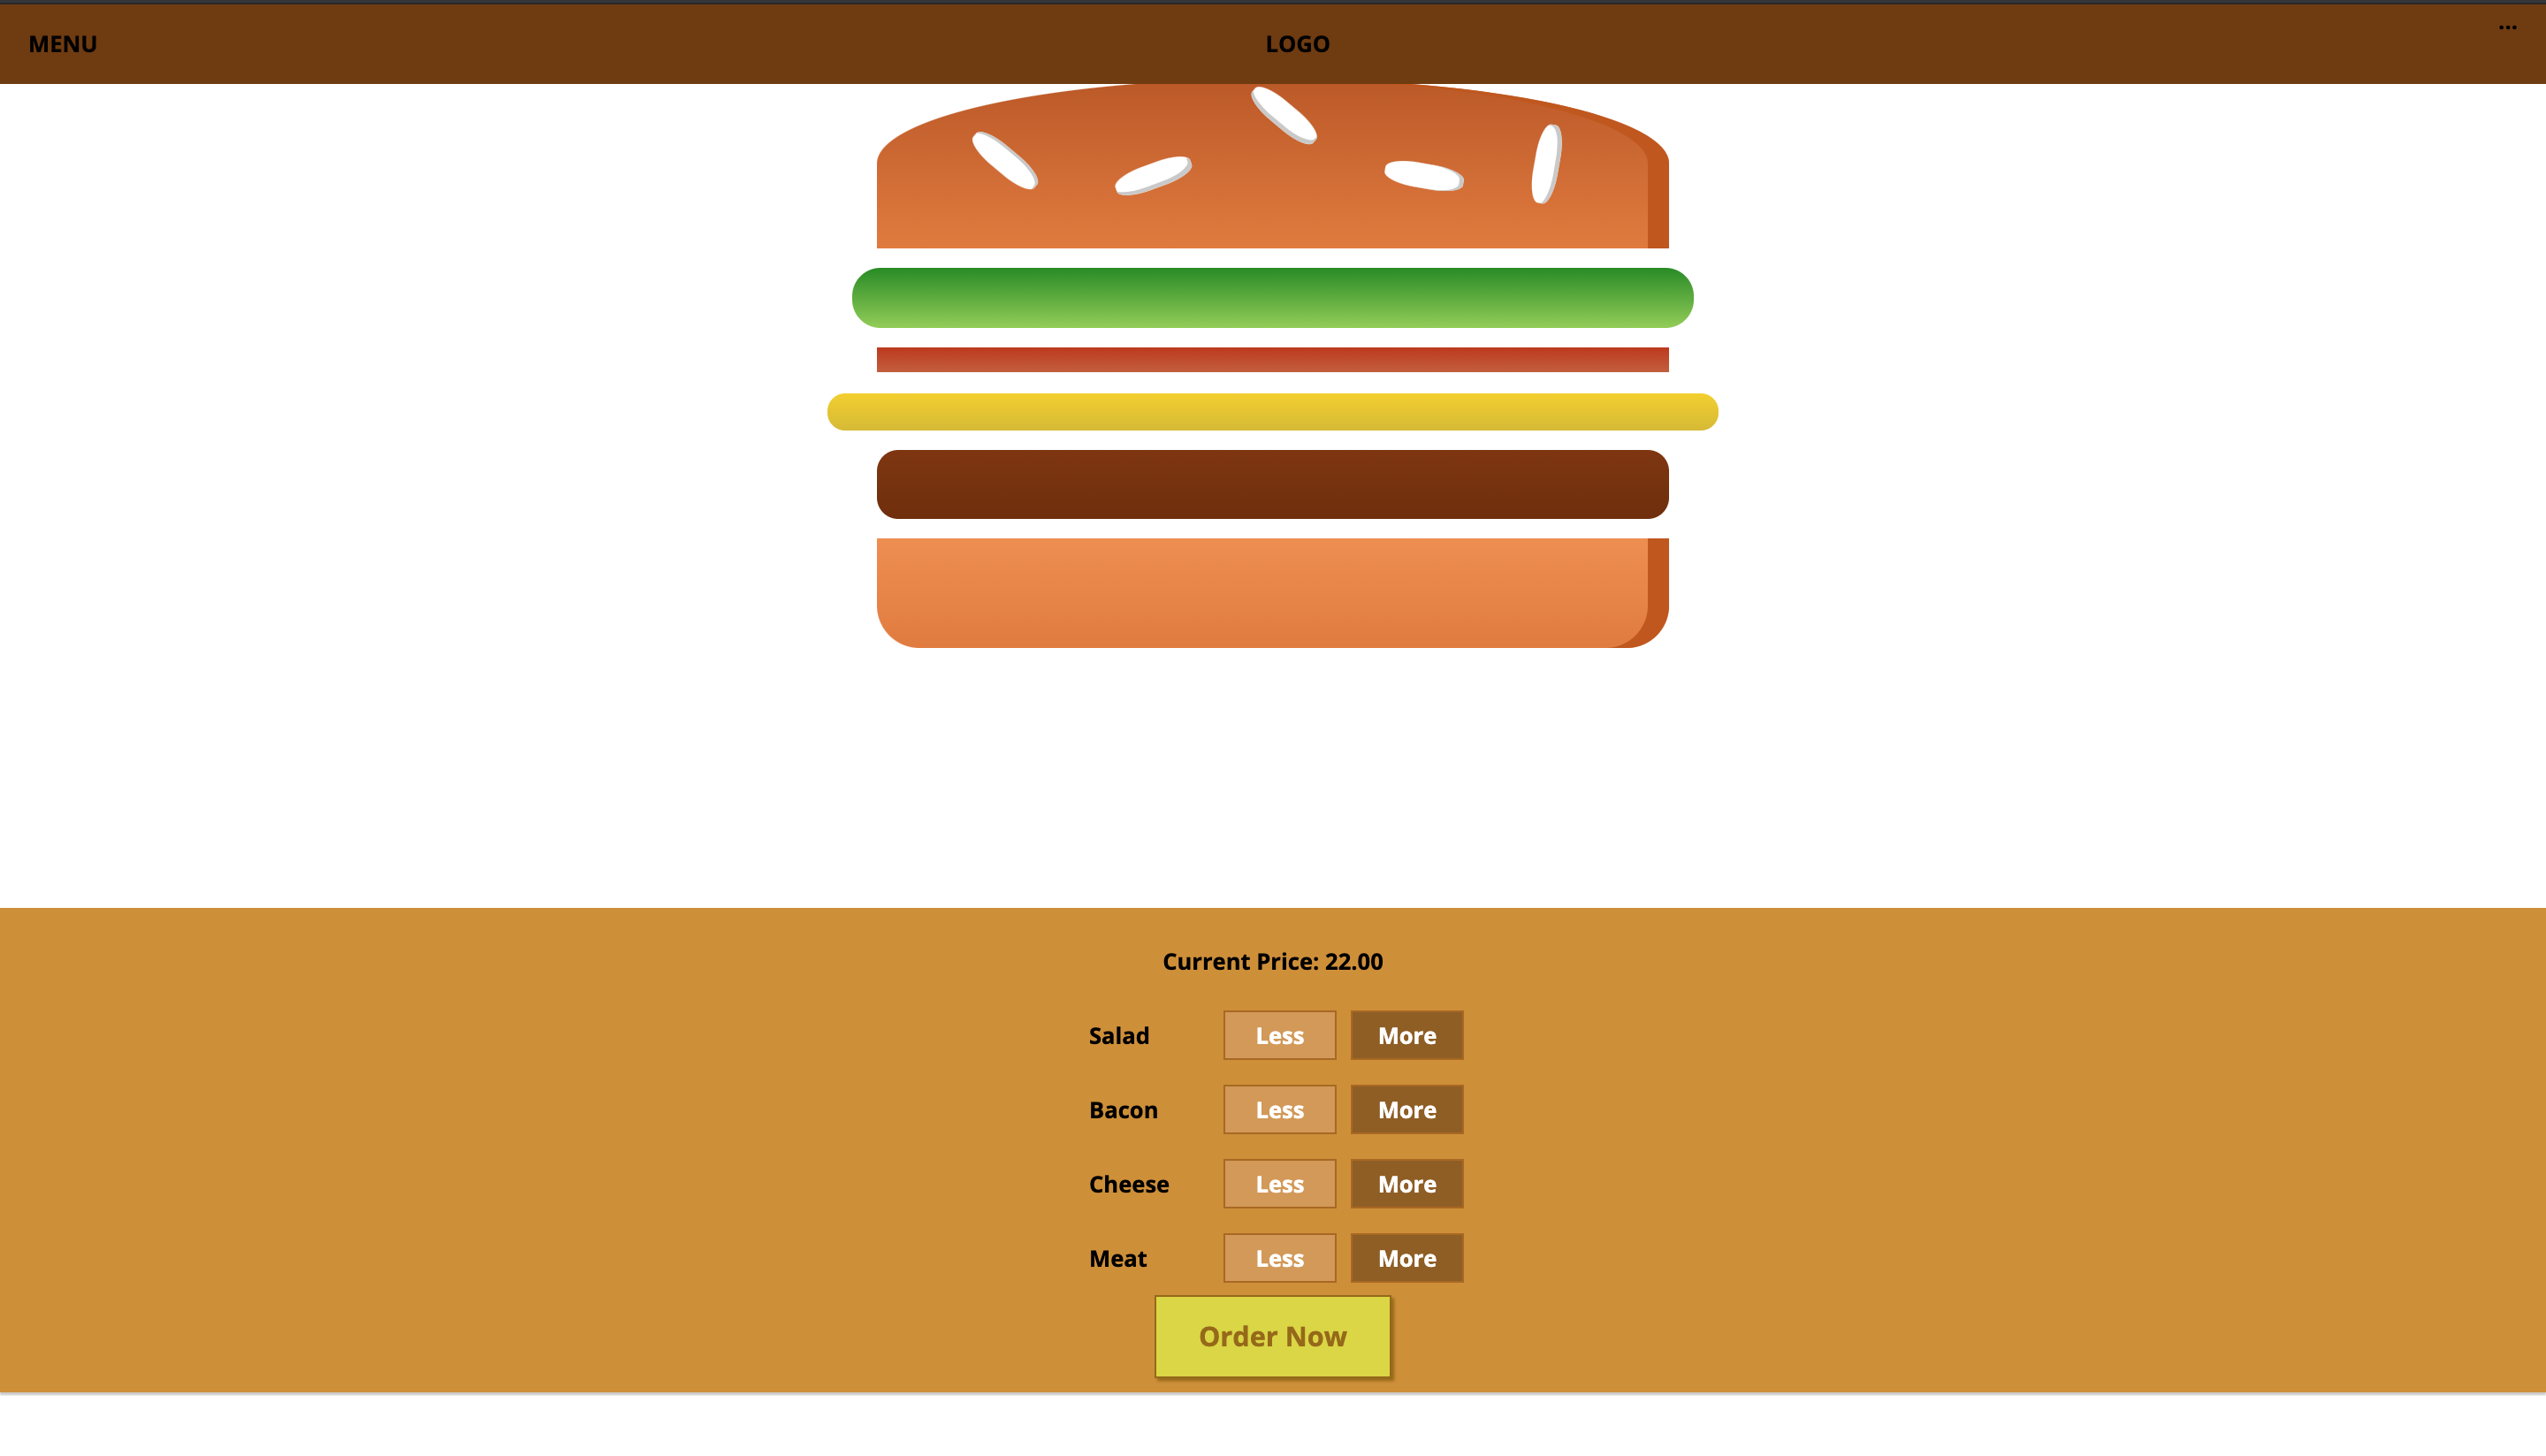 MENU LOGO ...
Current Price: 22.00
Salad Less More
Bacon Less More
Cheese Less More
Meat Less More
Order Now